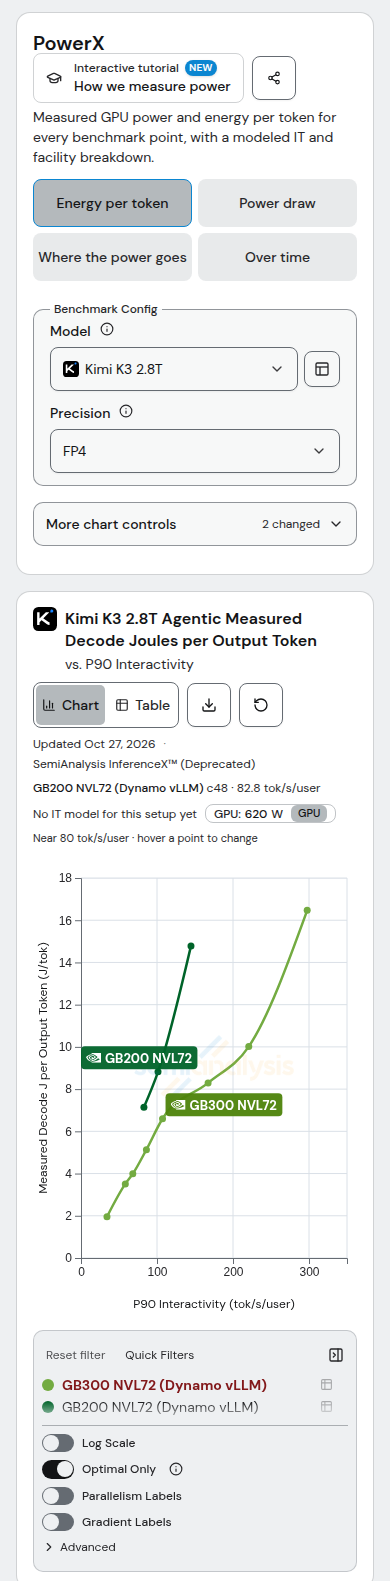 PowerX
Interactive tutorial NEW
How we measure power
Measured GPU power and energy per token for
every benchmark point, with a modeled IT and
facility breakdown.
Energy per token
Power draw
Where the power goes
Over time
Benchmark Config
Model
Kimi K3 2.8T
Precision
FP4
More chart controls
2 changed
Kimi K3 2.8T Agentic Measured
Decode Joules per Output Token
vs. P90 Interactivity
Chart
Table
Updated Oct 27, 2026 ·
SemiAnalysis InferenceX™ (Deprecated)
GB200 NVL72 (Dynamo vLLM) c48 · 82.8 tok/s/user
No IT model for this setup yet
GPU: 620 W GPU
Near 80 tok/s/user · hover a point to change
Measured Decode J per Output Token (J/tok)
18
16
14
12
10
8
6
4
2
0
semianalysis
GB200 NVL72
GB300 NVL72
0
100
200
300
P90 Interactivity (tok/s/user)
Reset filter
Quick Filters
GB300 NVL72 (Dynamo vLLM)
GB200 NVL72 (Dynamo vLLM)
Log Scale
Optimal Only
Parallelism Labels
Gradient Labels
Advanced